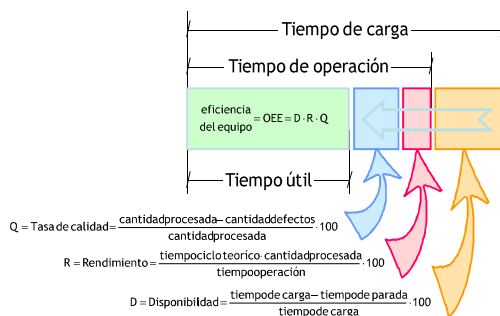 Tiempo de carga
Tiempo de operación
eficiencia
del equipo = OEE = D · R · Q
Tiempo útil
Q = Tasa de calidad = cantidadprocesada − cantidaddefectos / cantidadprocesada · 100
R = Rendimiento = tiempociclo teorico · cantidadprocesada / tiempooperación · 100
D = Disponibildad = tiempode carga − tiempode parada / tiempode carga · 100